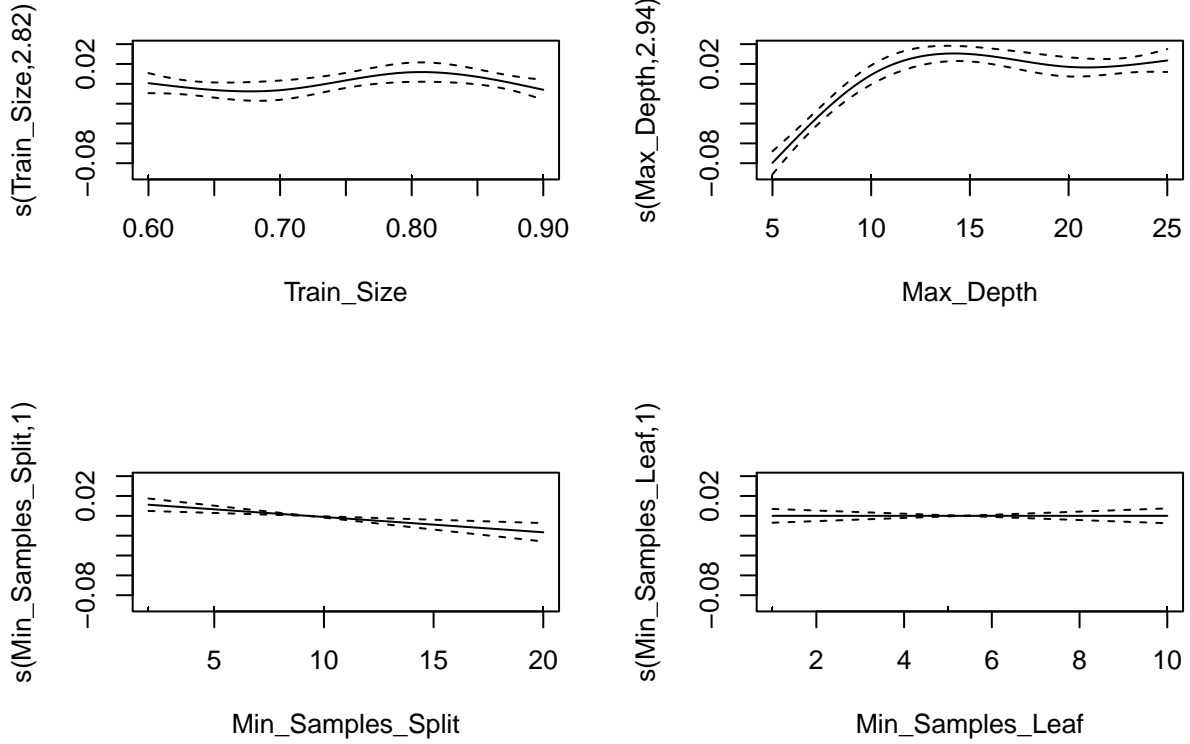 s(Train_Size,2.82)
−0.08 0.02
0.60 0.70 0.80 0.90
Train_Size
s(Max_Depth,2.94)
−0.08 0.02
5 10 15 20 25
Max_Depth
s(Min_Samples_Split,1)
−0.08 0.02
5 10 15 20
Min_Samples_Split
s(Min_Samples_Leaf,1)
−0.08 0.02
2 4 6 8 10
Min_Samples_Leaf